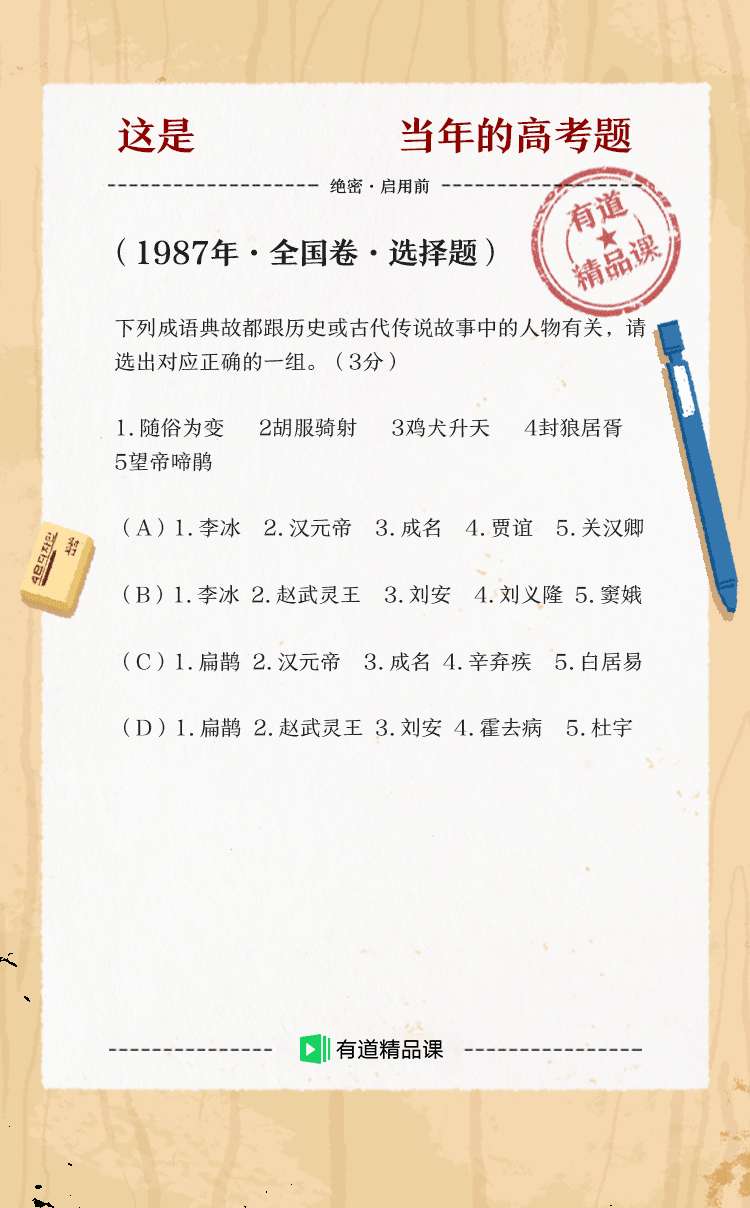 这是 当年的高考题
绝密·启用前
有道
精品课
（1987年·全国卷·选择题）
下列成语典故都跟历史或古代传说故事中的人物有关，请
选出对应正确的一组。（3分）
1.随俗为变 2胡服骑射 3鸡犬升天 4封狼居胥
5望帝啼鹃
（A）1.李冰 2.汉元帝 3.成名 4.贾谊 5.关汉卿
（B）1.李冰 2.赵武灵王 3.刘安 4.刘义隆 5.窦娥
（C）1.扁鹊 2.汉元帝 3.成名 4.辛弃疾 5.白居易
（D）1.扁鹊 2.赵武灵王 3.刘安 4.霍去病 5.杜宇
有道精品课